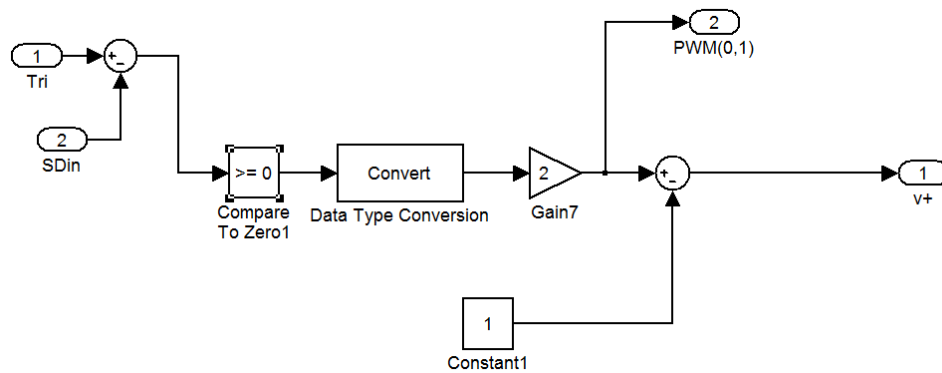 1
Tri
+
-
2
SDin
>= 0
Compare
To Zero1
Convert
Data Type Conversion
2
Gain7
2
PWM(0,1)
+
-
1
v+
1
Constant1